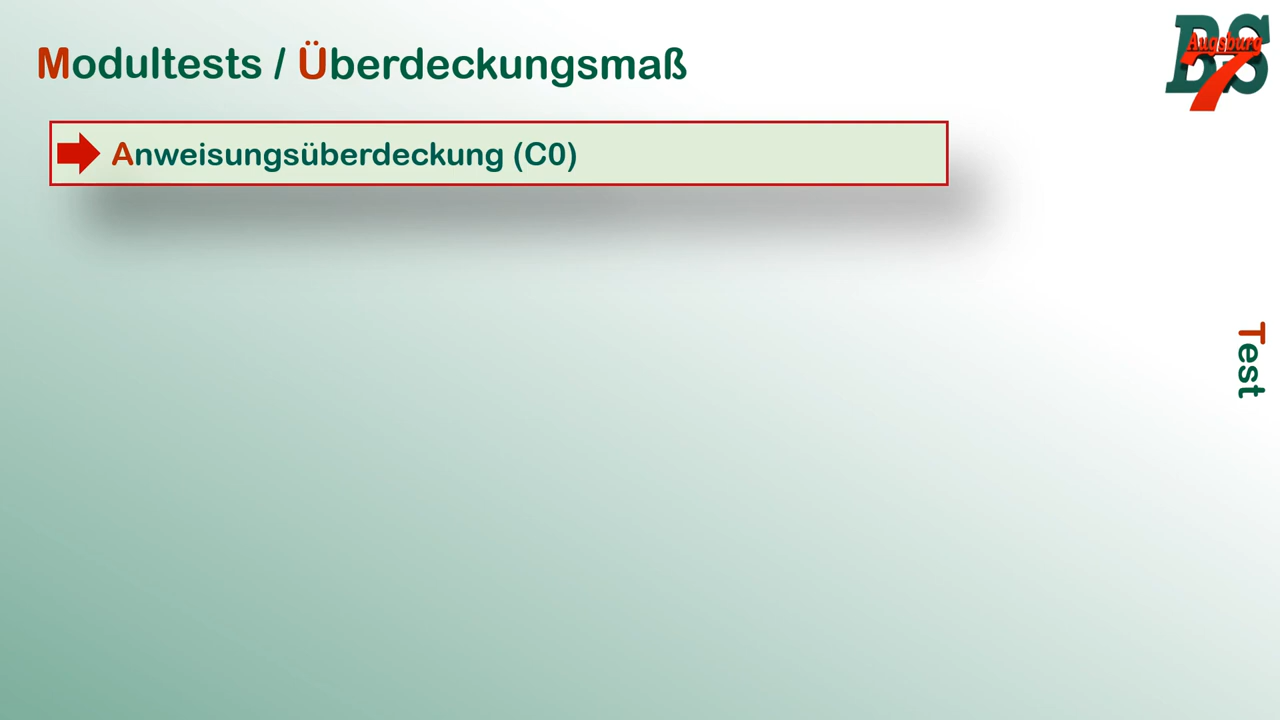 Modultests / Überdeckungsmaß
BS
Augsburg
7
Anweisungsüberdeckung (C0)
Test